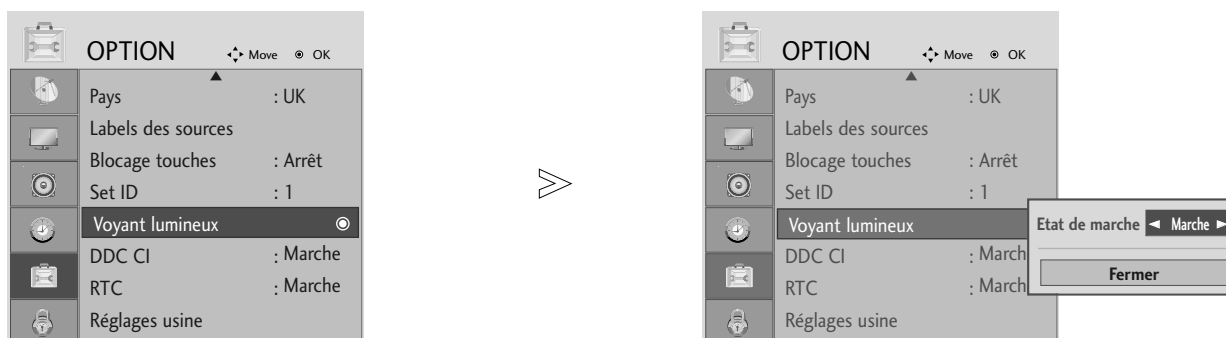 OPTION Move OK
Pays : UK
Labels des sources
Blocage touches : Arrêt
Set ID : 1
Voyant lumineux
DDC CI : Marche
RTC : Marche
Réglages usine
OPTION Move OK
Pays : UK
Labels des sources
Blocage touches : Arrêt
Set ID : 1
Voyant lumineux
DDC CI : March
RTC : March
Réglages usine
Etat de marche ◄ Marche ►
Fermer